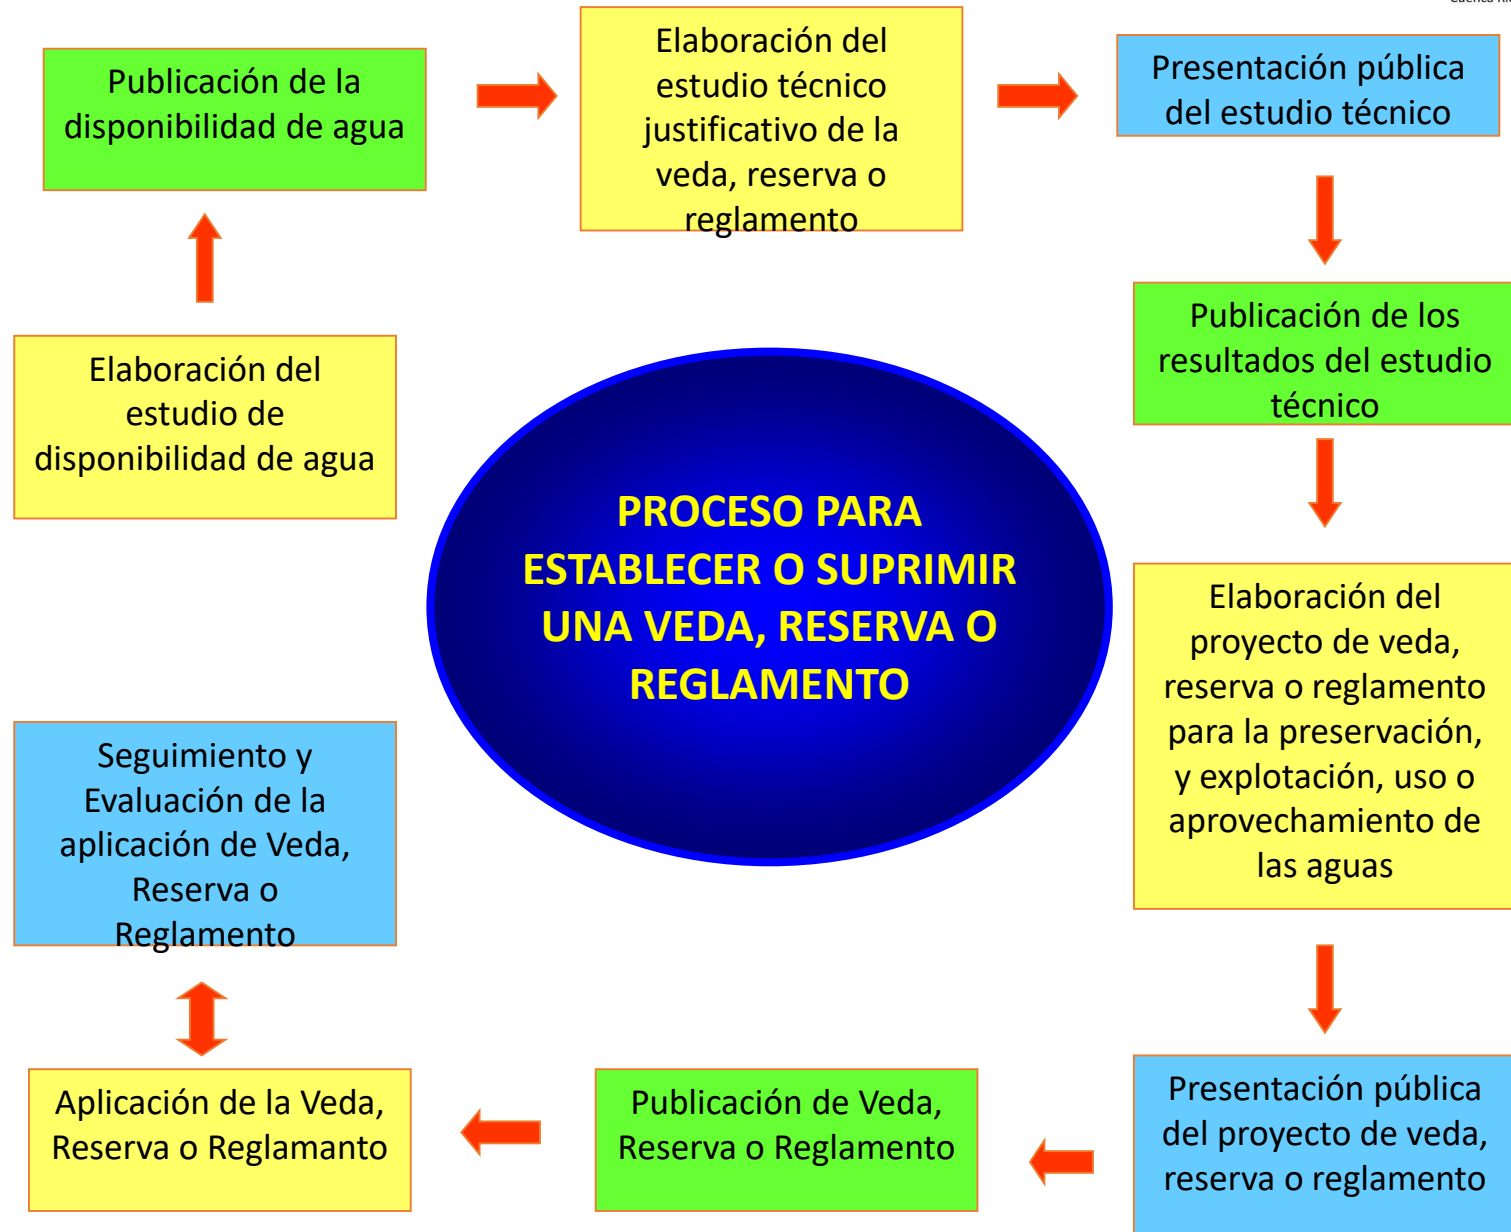 Cuenca
Publicación de la
disponibilidad de agua
Elaboración del
estudio técnico
justificativo de la
veda, reserva o
reglamento
Presentación pública
del estudio técnico
Publicación de los
resultados del estudio
técnico
Elaboración del
estudio de
disponibilidad de agua
PROCESO PARA
ESTABLECER O SUPRIMIR
UNA VEDA, RESERVA O
REGLAMENTO
Elaboración del
proyecto de veda,
reserva o reglamento
para la preservación,
y explotación, uso o
aprovechamiento de
las aguas
Seguimiento y
Evaluación de la
aplicación de Veda,
Reserva o
Reglamento
Aplicación de la Veda,
Reserva o Reglamanto
Publicación de Veda,
Reserva o Reglamento
Presentación pública
del proyecto de veda,
reserva o reglamento